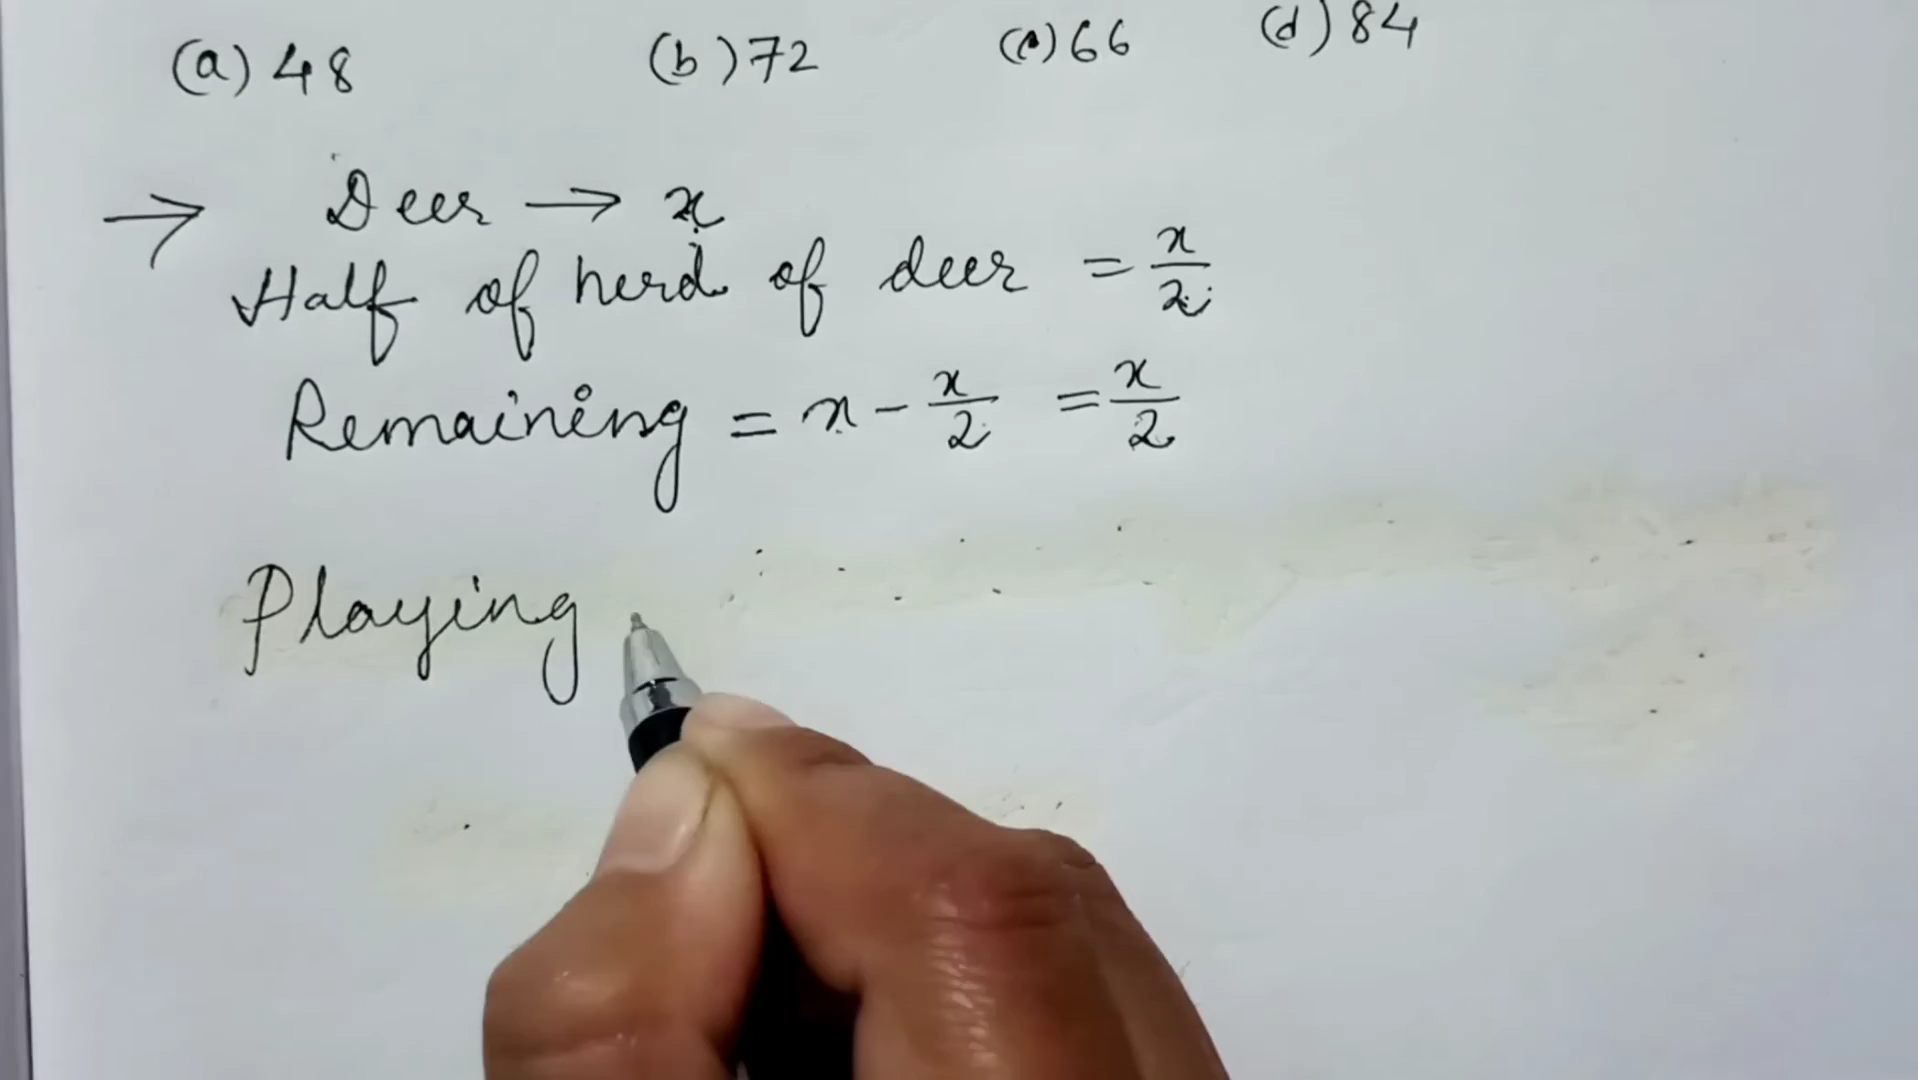 (a) 48 (b) 72 (c) 66 (d) 84
→ Deer → x
Half of herd of deer = x/2
Remaining = x - x/2 = x/2
Playing